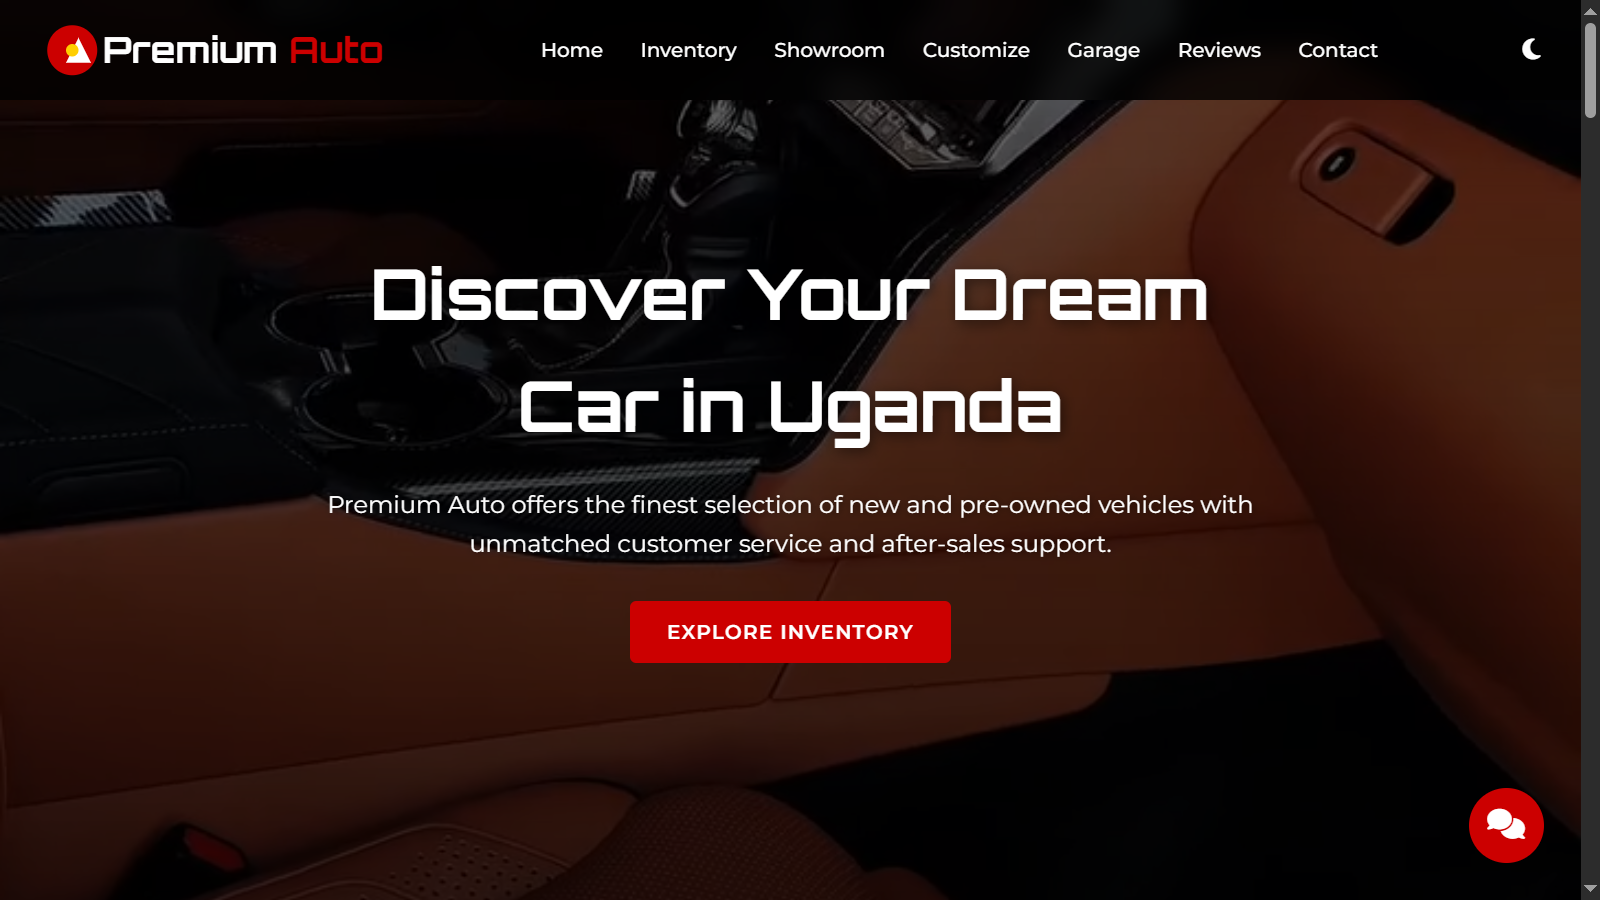 Premium Auto
Home
Inventory
Showroom
Customize
Garage
Reviews
Contact
Discover Your Dream
Car in Uganda
Premium Auto offers the finest selection of new and pre-owned vehicles with
unmatched customer service and after-sales support.
EXPLORE INVENTORY